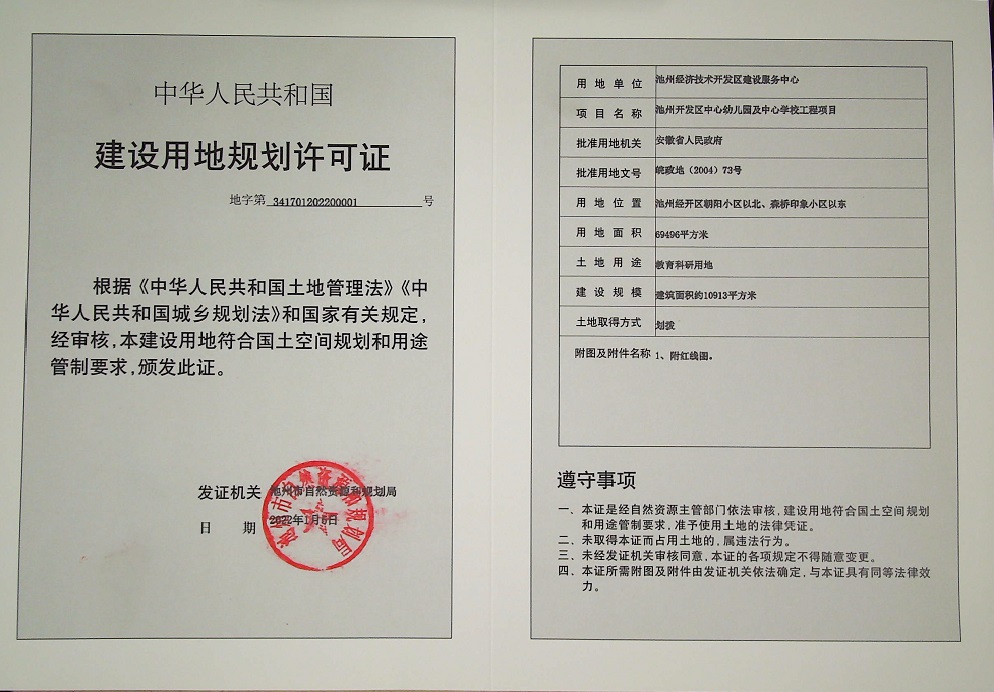 中华人民共和国
建设用地规划许可证
地字第 341701202200001 号
根据《中华人民共和国土地管理法》《中
华人民共和国城乡规划法》和国家有关规定,
经审核,本建设用地符合国土空间规划和用途
管制要求,颁发此证。
发证机关 池州市自然资源和规划局
日 期 2022年1月6日
用地单位 池州经济技术开发区建设服务中心
项目名称 池州开发区中心幼儿园及中心学校工程项目
批准用地机关 安徽省人民政府
批准用地文号 皖政地（2004）73号
用地位置 池州经开区朝阳小区以北、森桥印象小区以东
用地面积 69496平方米
土地用途 教育科研用地
建设规模 建筑面积约10913平方米
土地取得方式 划拨
附图及附件名称 1、附红线图。
遵守事项
一、本证是经自然资源主管部门依法审核,建设用地符合国土空间规划
和用途管制要求,准予使用土地的法律凭证。
二、未取得本证而占用土地的,属违法行为。
三、未经发证机关审核同意,本证的各项规定不得随意变更。
四、本证所需附图及附件由发证机关依法确定,与本证具有同等法律效
力。